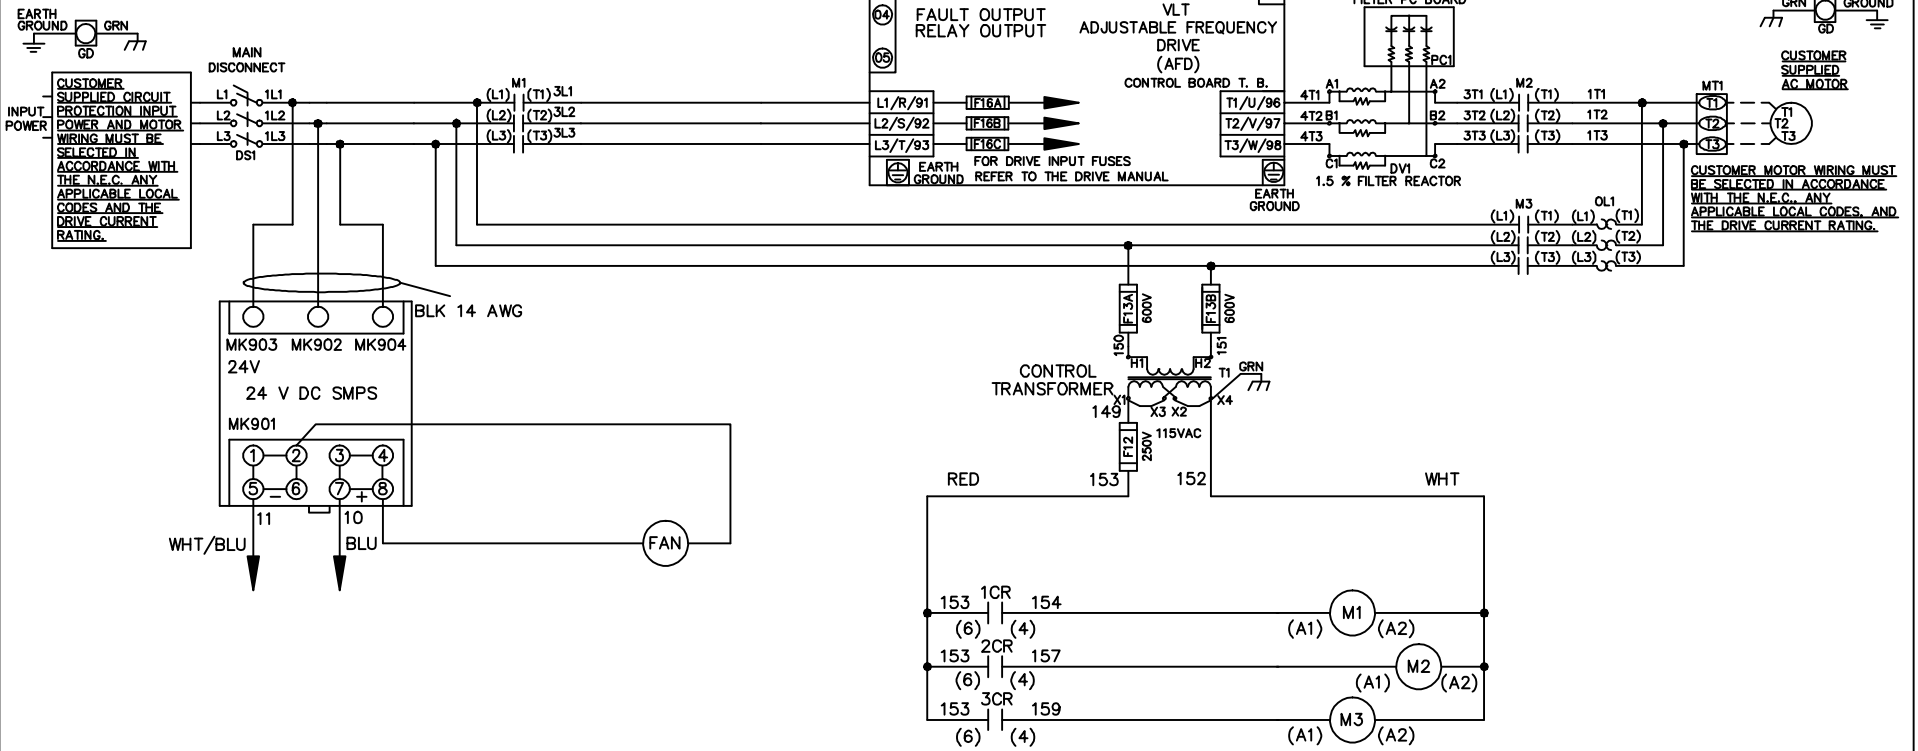 EARTH
GROUND
GRN
GD
MAIN
DISCONNECT
INPUT
POWER
CUSTOMER
SUPPLIED CIRCUIT
PROTECTION INPUT
POWER AND MOTOR
WIRING MUST BE
SELECTED IN
ACCORDANCE WITH
THE N.E.C. ANY
APPLICABLE LOCAL
CODES AND THE
DRIVE CURRENT
RATING.
L1 1L1
L2 1L2
L3 1L3
DS1
M1
(L1) (T1) 3L1
(L2) (T2) 3L2
(L3) (T3) 3L3
04
05
FAULT OUTPUT
RELAY OUTPUT
VLT
ADJUSTABLE FREQUENCY
DRIVE
(AFD)
CONTROL BOARD T. B.
L1/R/91 F16A T1/U/96
L2/S/92 F16B T2/V/97
L3/T/93 F16C T3/W/98
EARTH
GROUND
FOR DRIVE INPUT FUSES
REFER TO THE DRIVE MANUAL
EARTH
GROUND
FILTER PC BOARD
PC1
4T1 A1 A2
4T2 B1 B2
4T3
C1 C2
DV1
1.5 % FILTER REACTOR
M2
3T1 (L1) (T1) 1T1
3T2 (L2) (T2) 1T2
3T3 (L3) (T3) 1T3
GRN
GROUND
GD
CUSTOMER
SUPPLIED
AC MOTOR
MT1
T1
T2
T3
T1
T2
T3
CUSTOMER MOTOR WIRING MUST
BE SELECTED IN ACCORDANCE
WITH THE N.E.C., ANY
APPLICABLE LOCAL CODES, AND
THE DRIVE CURRENT RATING.
M3 OL1
(L1) (T1) (L1) (T1)
(L2) (T2) (L2) (T2)
(L3) (T3) (L3) (T3)
BLK 14 AWG
MK903 MK902 MK904
24V
24 V DC SMPS
MK901
1 2 3 4
5 - 6 7 + 8
11 10
WHT/BLU BLU
FAN
F13A
600V
F13B
600V
150
151
H1 H2
CONTROL
TRANSFORMER
T1
GRN
X1 X3 X2 X4
149
F12
250V
115VAC
RED 153 152 WHT
1CR
153 154 M1
(6) (4) (A1) (A2)
2CR
153 157 M2
(6) (4) (A1) (A2)
3CR
153 159 M3
(6) (4) (A1) (A2)